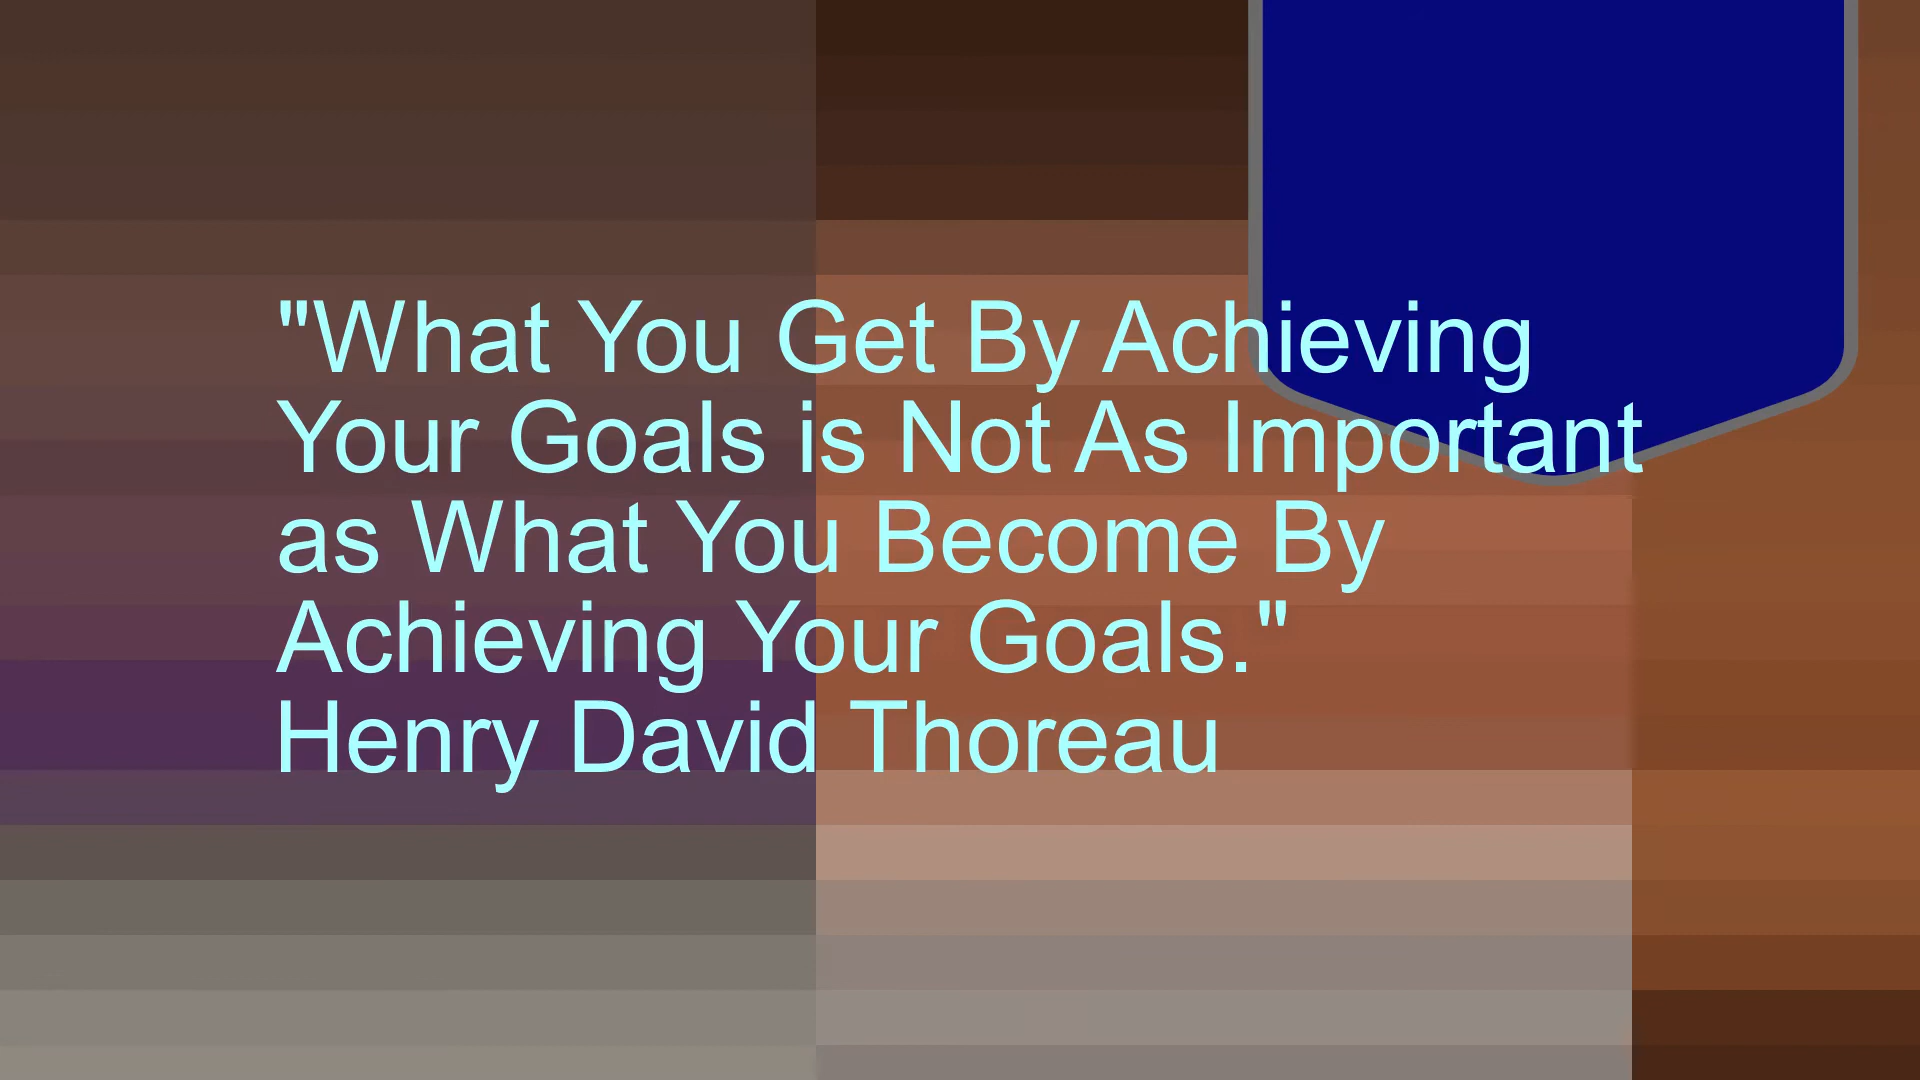 "What You Get By Achieving
Your Goals is Not As Important
as What You Become By
Achieving Your Goals."
Henry David Thoreau